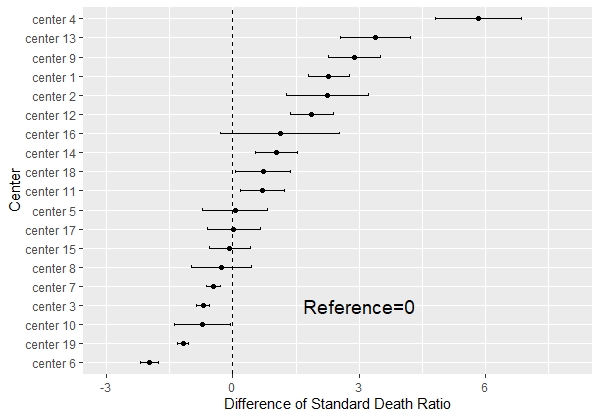 center 4
center 13
center 9
center 1
center 2
center 12
center 16
center 14
center 18
center 11
center 5
center 17
center 15
center 8
center 7
center 3
center 10
center 19
center 6
Center
Reference=0
-3 0 3 6
Difference of Standard Death Ratio